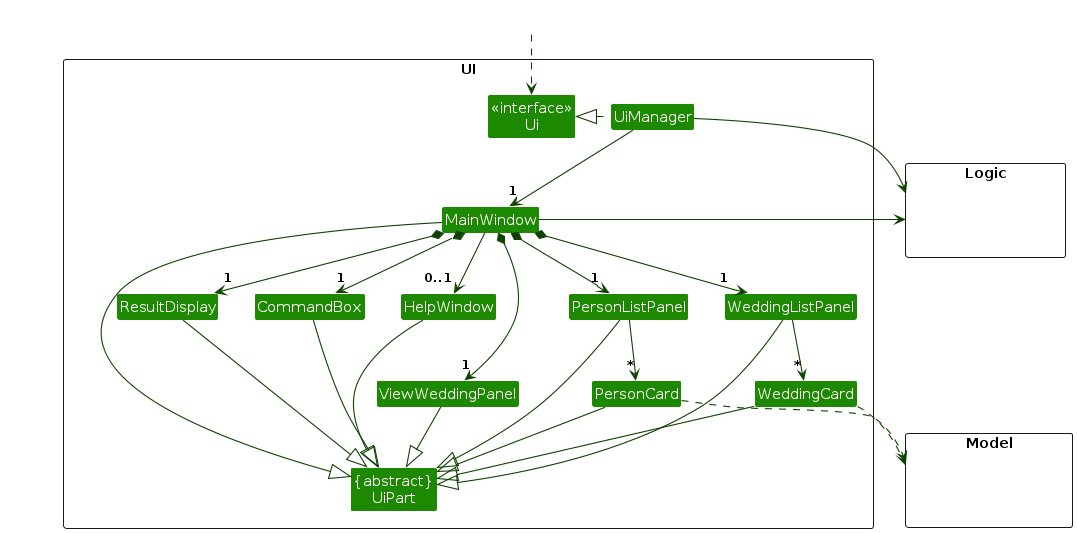 UI
«interface»
Ui
UiManager
Logic
1
MainWindow
1
1
0..1
1
1
ResultDisplay
CommandBox
HelpWindow
PersonListPanel
WeddingListPanel
1
*
*
ViewWeddingPanel
PersonCard
WeddingCard
Model
{abstract}
UiPart